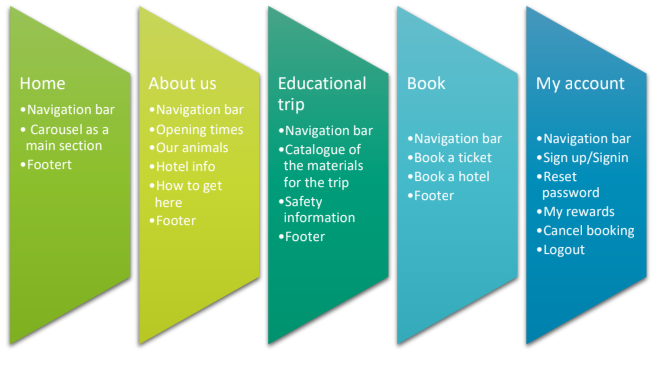 Home
•Navigation bar
• Carousel as a
main section
•Footert
About us
•Navigation bar
•Opening times
•Our animals
•Hotel info
•How to get
here
•Footer
Educational
trip
•Navigation bar
•Catalogue of
the materials
for the trip
•Safety
information
•Footer
Book
•Navigation bar
•Book a ticket
•Book a hotel
•Footer
My account
•Navigation bar
•Sign up/Signin
•Reset
password
•My rewards
•Cancel booking
•Logout